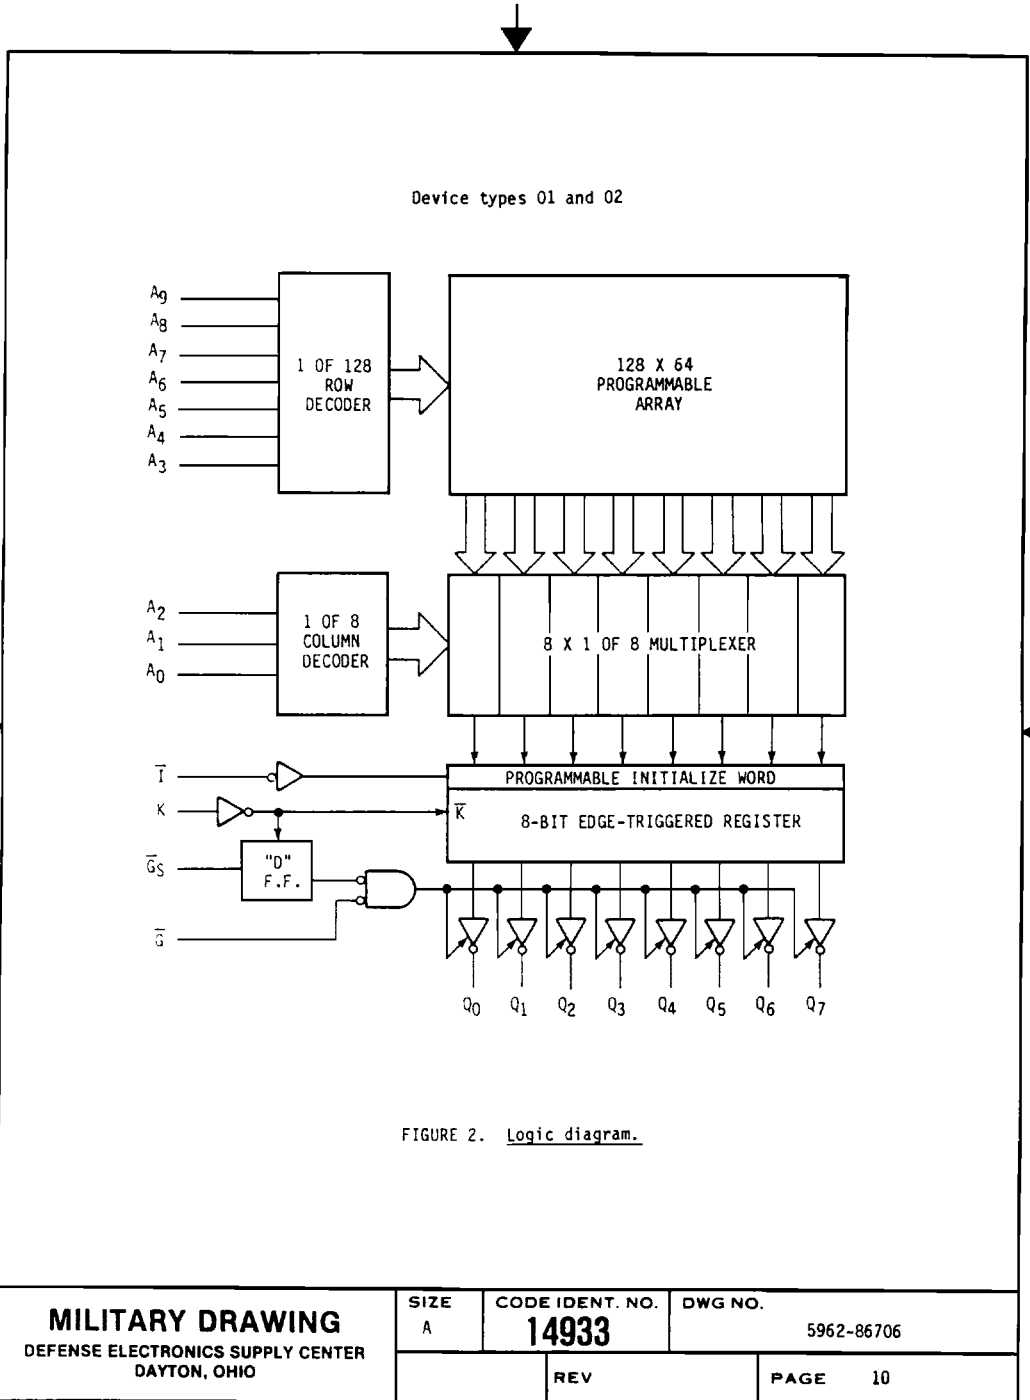 Device types 01 and 02
A9
A8
A7
A6
A5
A4
A3
1 OF 128
ROW
DECODER
128 X 64
PROGRAMMABLE
ARRAY
A2
A1
A0
1 OF 8
COLUMN
DECODER
8 X 1 OF 8 MULTIPLEXER
I̅
PROGRAMMABLE INITIALIZE WORD
K
K̅
8-BIT EDGE-TRIGGERED REGISTER
G̅S
"D"
F.F.
G̅
Q0 Q1 Q2 Q3 Q4 Q5 Q6 Q7
FIGURE 2. Logic diagram.
MILITARY DRAWING
DEFENSE ELECTRONICS SUPPLY CENTER
DAYTON, OHIO
SIZE
A
CODE IDENT. NO.
14933
DWG NO.
5962-86706
REV
PAGE 10